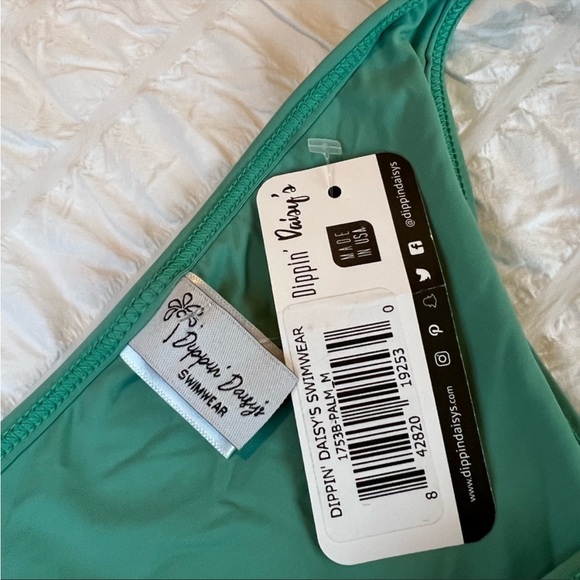 Dippin' Daisy's
MADE
IN USA
@dippindaisys
www.dippindaisys.com
DIPPIN' DAISY'S SWIMWEAR
1753B-PALM_M
8 42820 19253 0
Dippin' Daisy's
SWIMWEAR